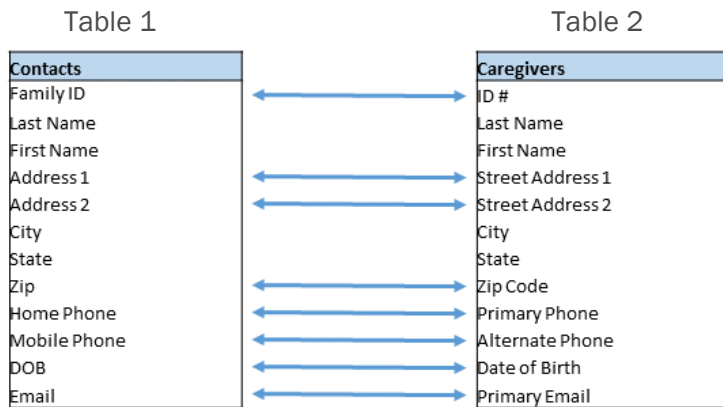 Table 1
Table 2
Contacts
Caregivers
Family ID
ID #
Last Name
Last Name
First Name
First Name
Address 1
Street Address 1
Address 2
Street Address 2
City
City
State
State
Zip
Zip Code
Home Phone
Primary Phone
Mobile Phone
Alternate Phone
DOB
Date of Birth
Email
Primary Email